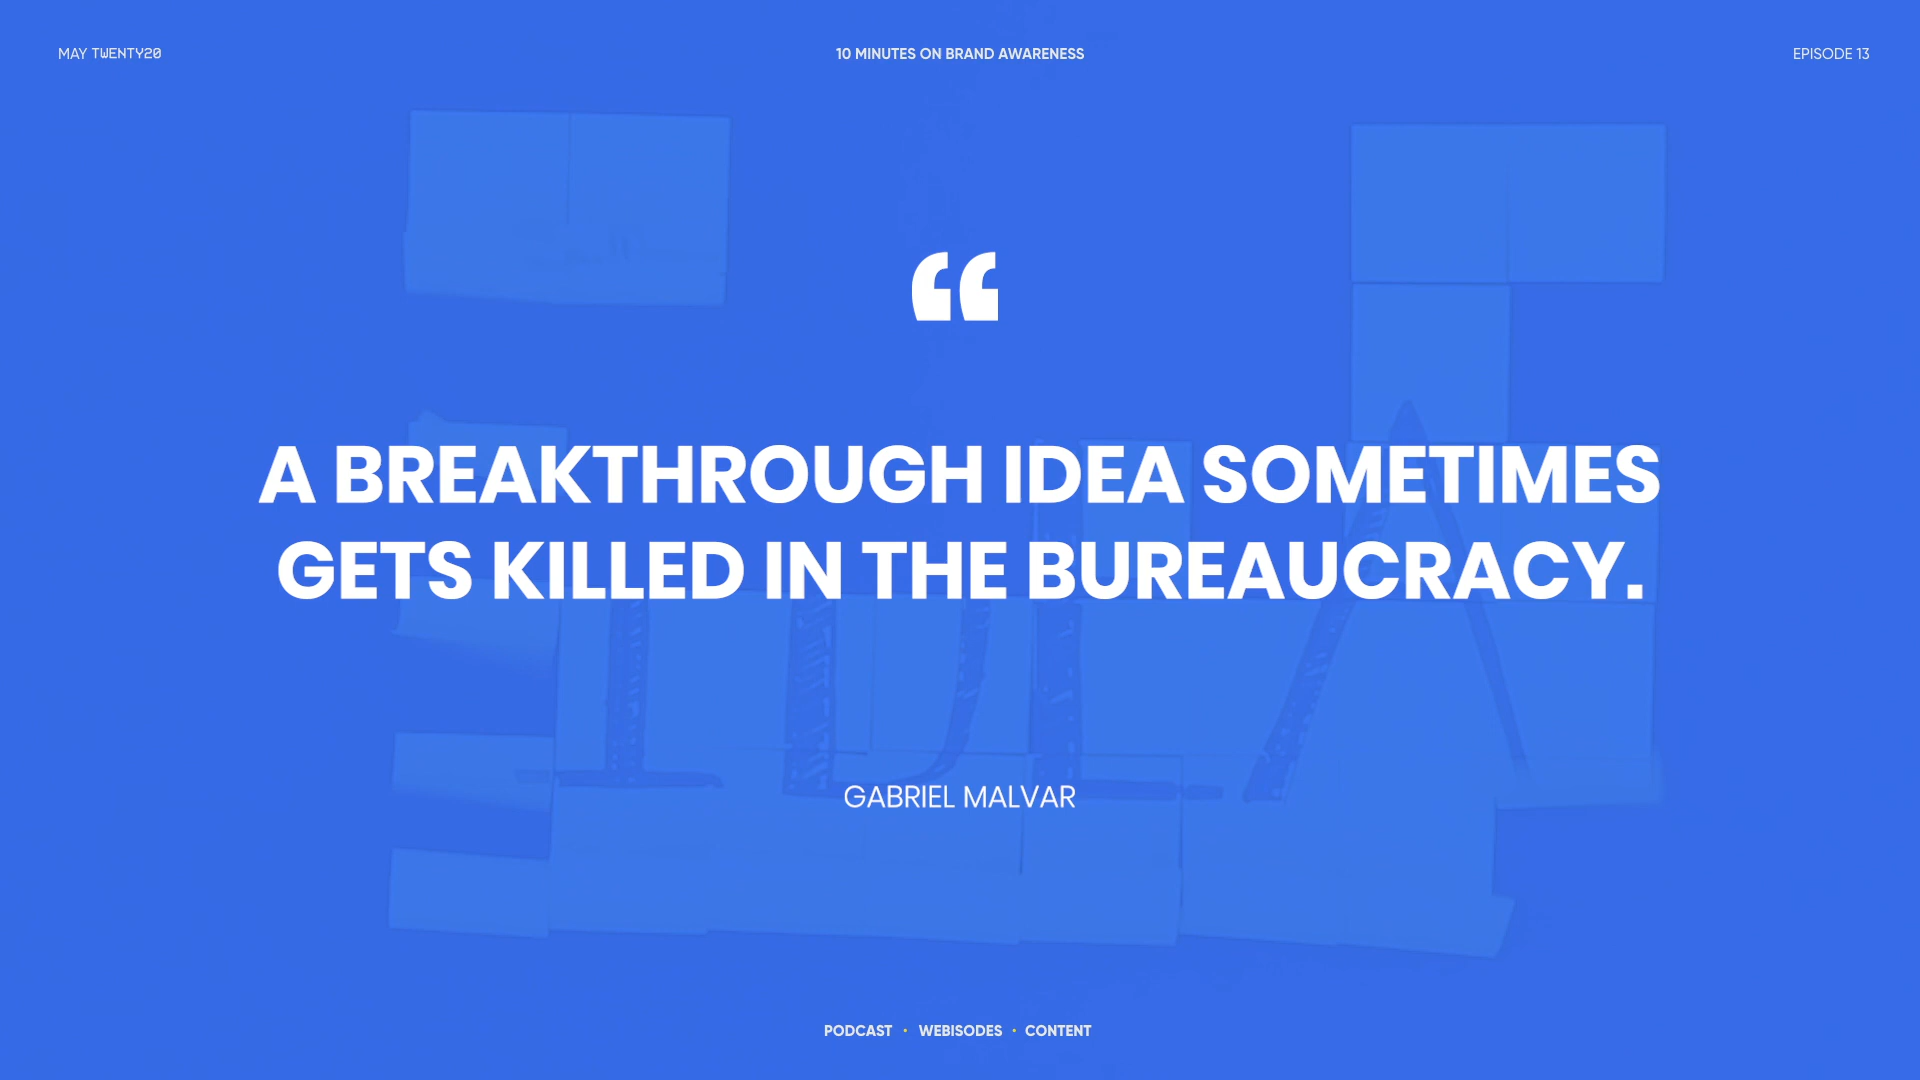 MAY TWENTY20
10 MINUTES ON BRAND AWARENESS
EPISODE 13
“
A BREAKTHROUGH IDEA SOMETIMES
GETS KILLED IN THE BUREAUCRACY.
IDEA
GABRIEL MALVAR
PODCAST • WEBISODES • CONTENT